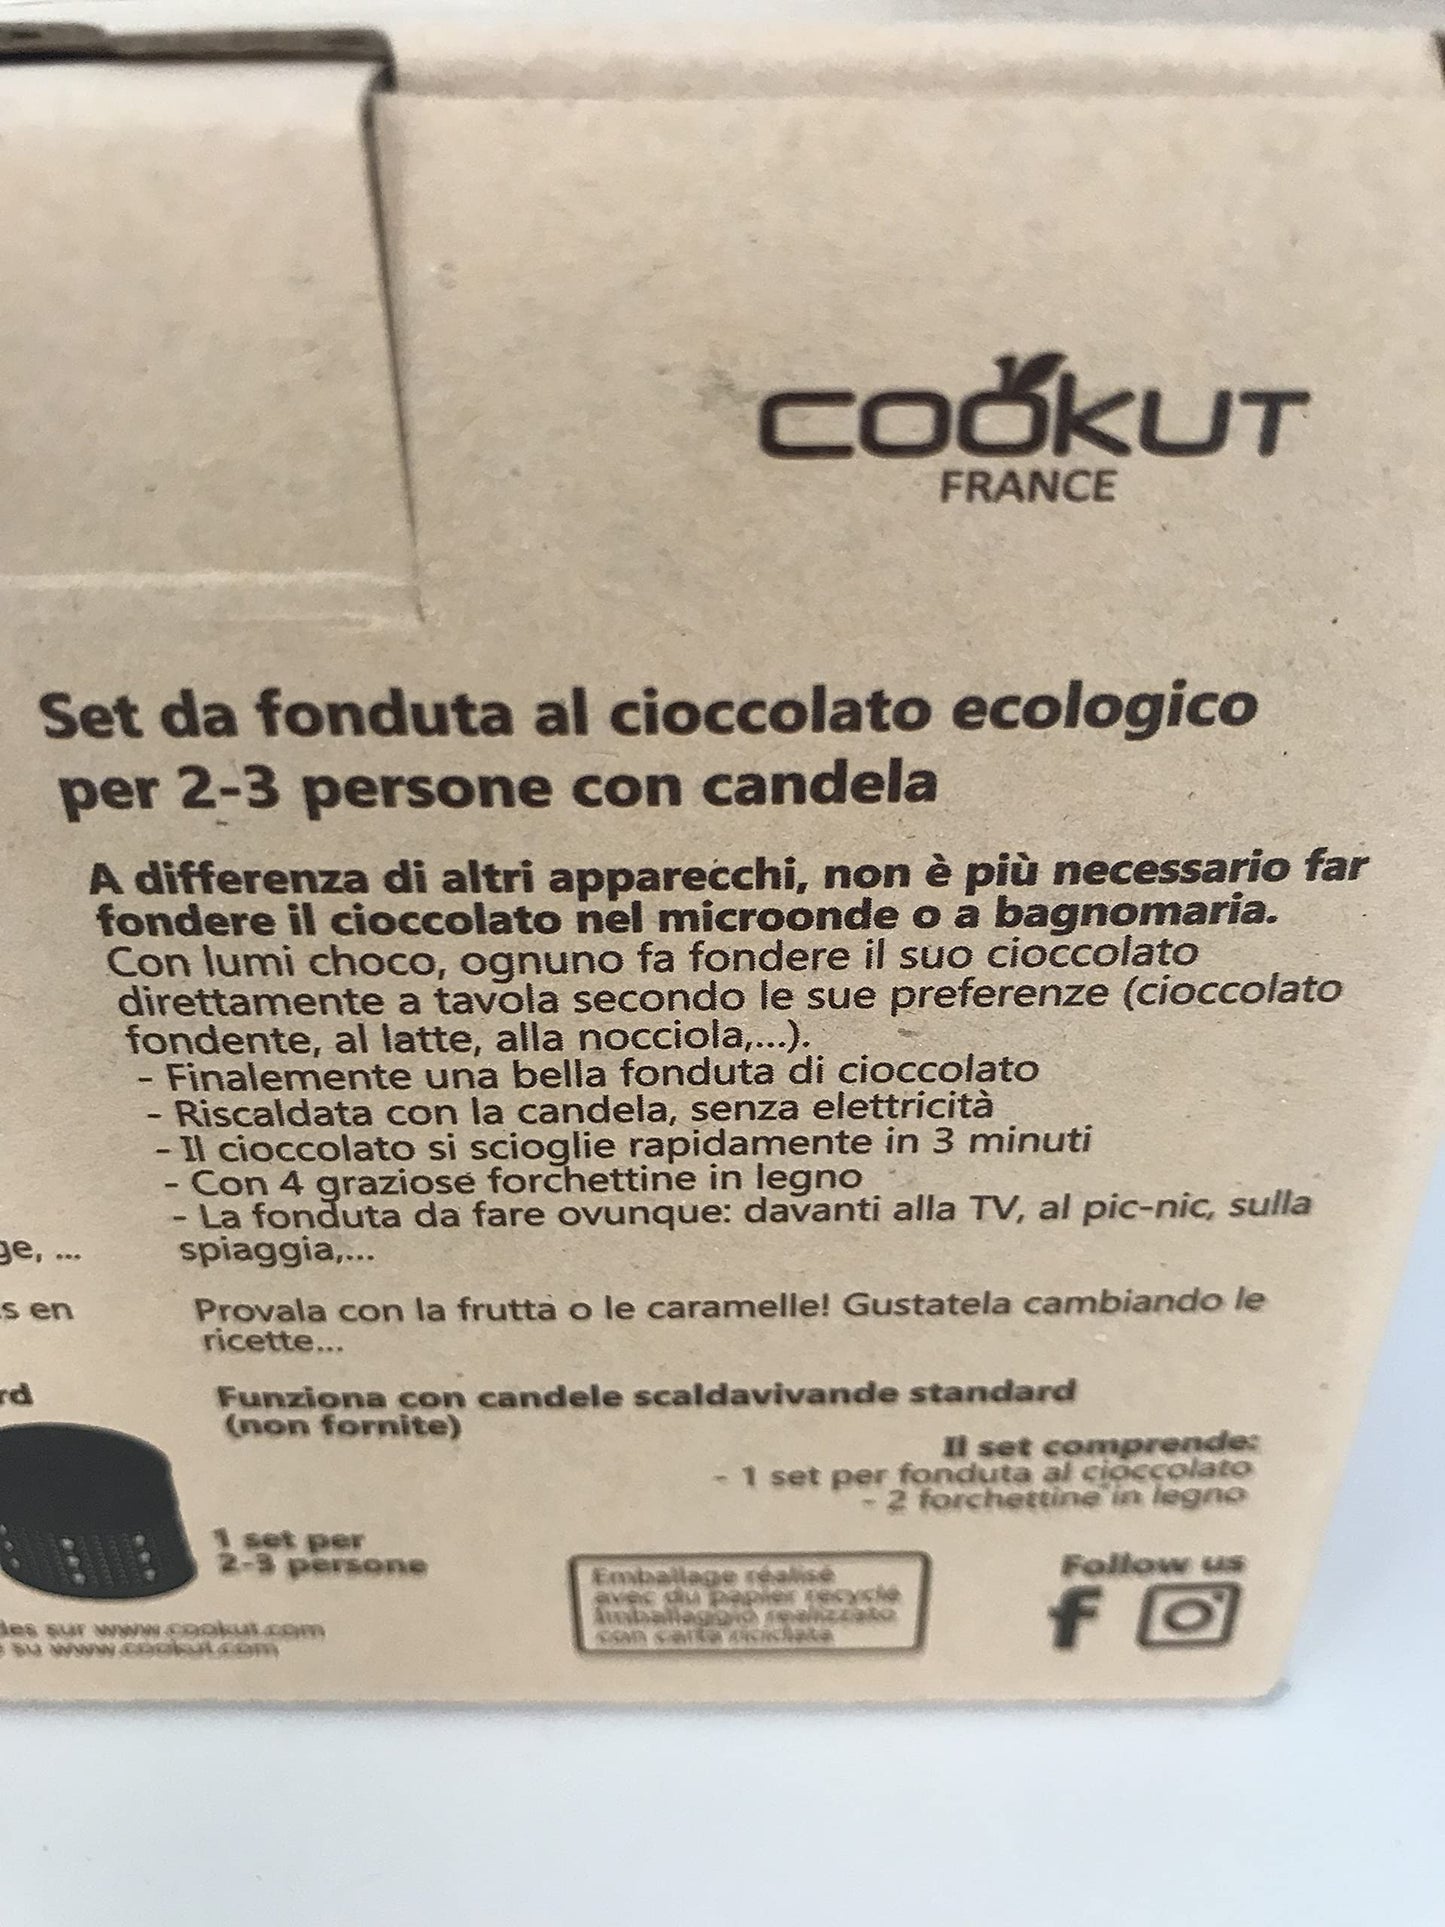 COOKUT
FRANCE
Set da fonduta al cioccolato ecologico
per 2-3 persone con candela
A differenza di altri apparecchi, non è più necessario far
fondere il cioccolato nel microonde o a bagnomaria.
Con lumi choco, ognuno fa fondere il suo cioccolato
direttamente a tavola secondo le sue preferenze (cioccolato
fondente, al latte, alla nocciola,...).
- Finalemente una bella fonduta di cioccolato
- Riscaldata con la candela, senza elettricità
- Il cioccolato si scioglie rapidamente in 3 minuti
- Con 4 graziose forchettine in legno
- La fonduta da fare ovunque: davanti alla TV, al pic-nic, sulla
spiaggia,...
ge, ...
s en
Provala con la frutta o le caramelle! Gustatela cambiando le
ricette...
rd
Funziona con candele scaldavivande standard
(non fornite)
Il set comprende:
- 1 set per fonduta al cioccolato
- 2 forchettine in legno
1 set per
2-3 persone
Emballage réalisé
avec du papier recyclé
Imballaggio realizzato
con carta riciclata
Follow us
f
des sur www.cookut.com
su www.cookut.com